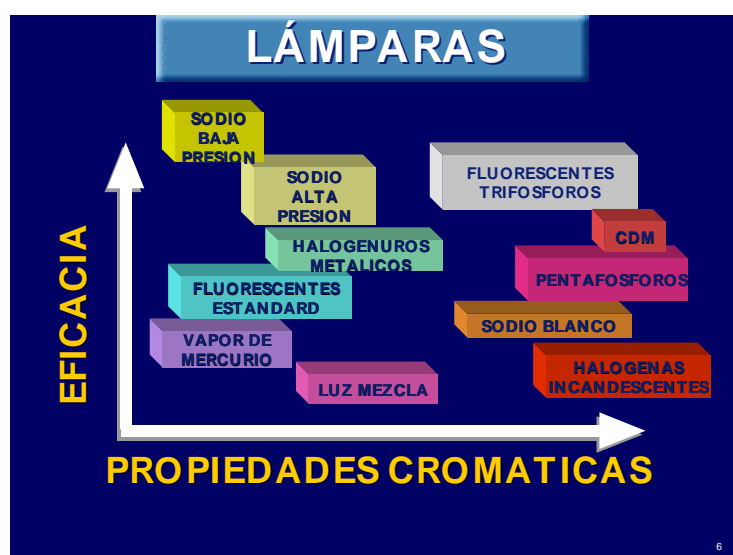 LÁMPARAS
SODIO
BAJA
PRESION
SODIO
ALTA
PRESION
FLUORESCENTES
TRIFOSFOROS
CDM
HALOGENUROS
METALICOS
PENTAFOSFOROS
FLUORESCENTES
ESTANDARD
SODIO BLANCO
VAPOR DE
MERCURIO
HALOGENAS
INCANDESCENTES
LUZ MEZCLA
EFICACIA
PROPIEDADES CROMATICAS
6